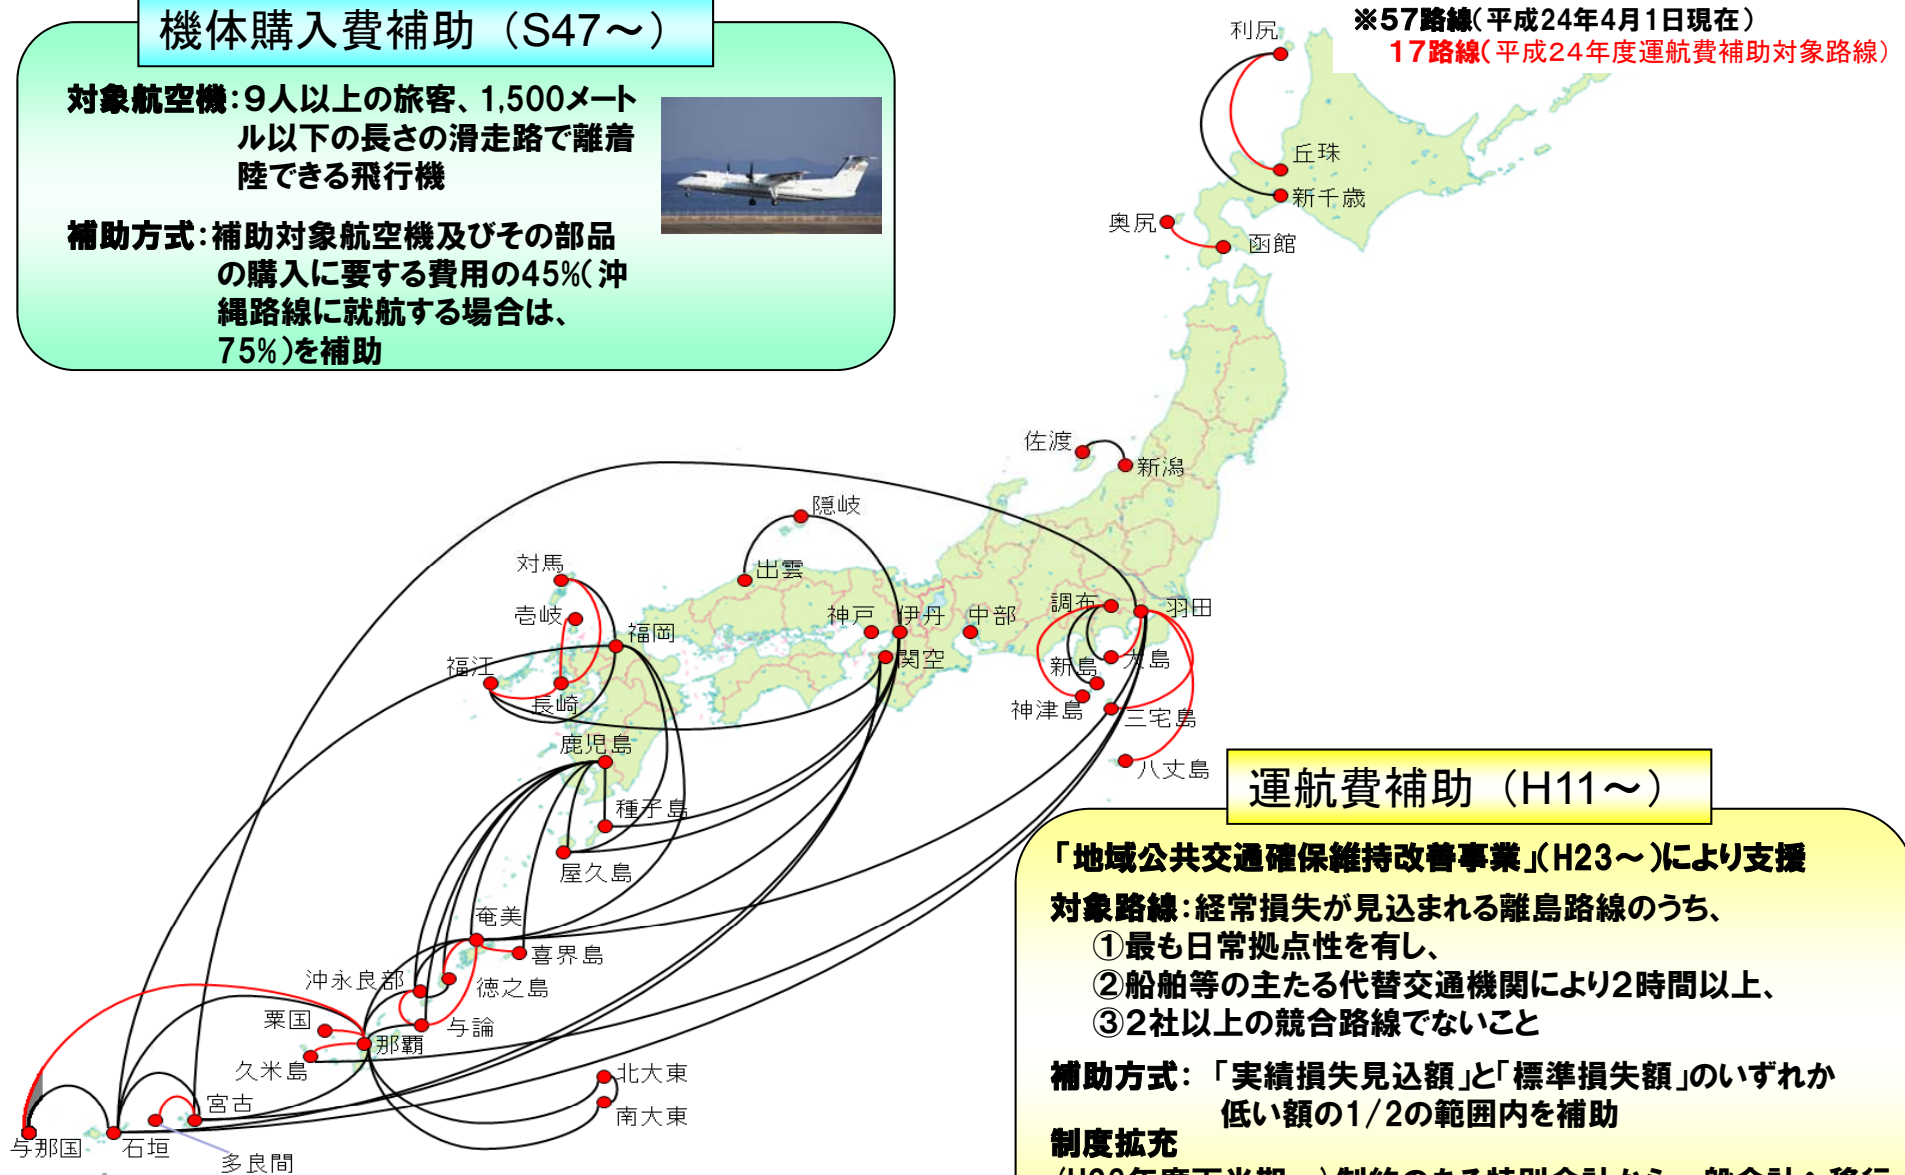 機体購入費補助（S47～）
対象航空機：９人以上の旅客、1,500メート
ル以下の長さの滑走路で離着
陸できる飛行機
補助方式：補助対象航空機及びその部品
の購入に要する費用の45%（沖
縄路線に就航する場合は、
75%）を補助
※57路線（平成24年4月1日現在）
17路線（平成24年度運航費補助対象路線）
利尻
丘珠
新千歳
奥尻
函館
佐渡
新潟
隠岐
出雲
対馬
壱岐
福岡
福江
長崎
神戸
伊丹
中部
関空
調布
羽田
大島
新島
神津島
三宅島
八丈島
鹿児島
種子島
屋久島
奄美
喜界島
徳之島
沖永良部
与論
粟国
那覇
久米島
北大東
南大東
宮古
与那国
石垣
多良間
運航費補助（H11～）
「地域公共交通確保維持改善事業」（H23～）により支援
対象路線：経常損失が見込まれる離島路線のうち、
①最も日常拠点性を有し、
②船舶等の主たる代替交通機関により２時間以上、
③２社以上の競合路線でないこと
補助方式：「実績損失見込額」と「標準損失額」のいずれか
低い額の１/２の範囲内を補助
制度拡充